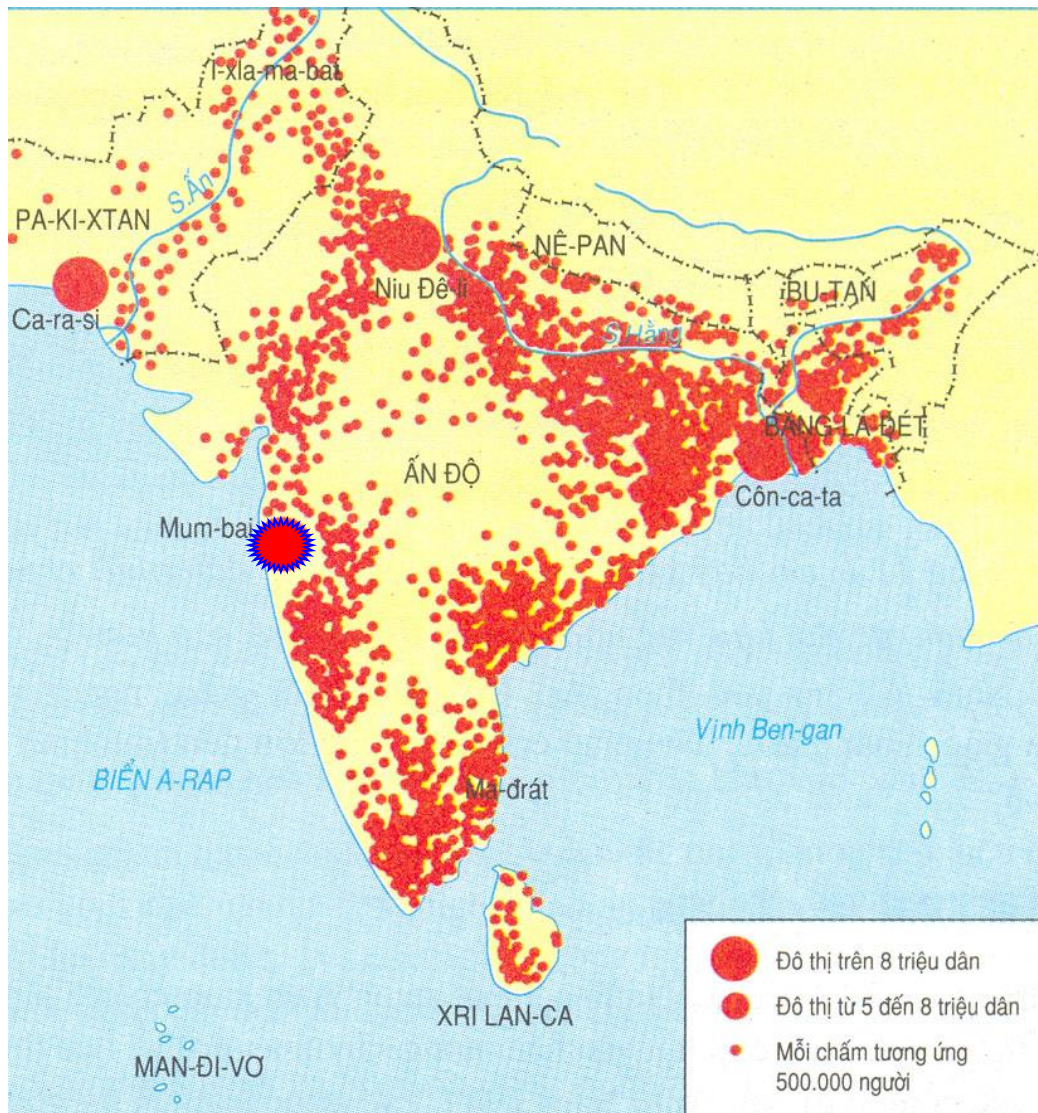 I-xla-ma-bat
S.Ấn
PA-KI-XTAN
NÊ-PAN
Niu Đê-li
BU-TAN
Ca-ra-si
S.Hằng
BĂNG-LA-ĐÉT
ẤN ĐỘ
Côn-ca-ta
Mum-bai
Vịnh Ben-gan
BIỂN A-RAP
Ma-đrát
XRI LAN-CA
MAN-ĐI-VƠ
Đô thị trên 8 triệu dân
Đô thị từ 5 đến 8 triệu dân
Mỗi chấm tương ứng
500.000 người